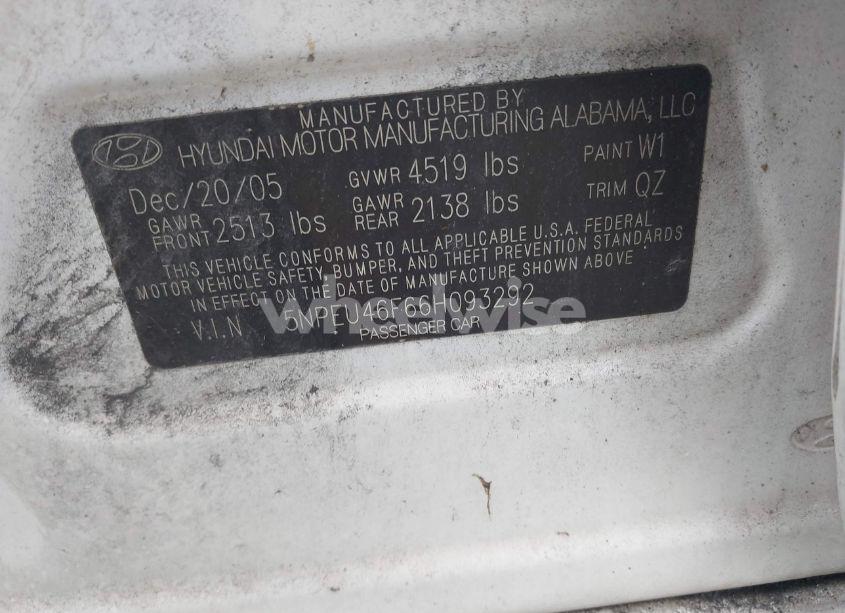 MANUFACTURED BY
HYUNDAI MOTOR MANUFACTURING ALABAMA, LLC
Dec/20/05 GVWR 4519 lbs PAINT W1
GAWR FRONT 2513 lbs GAWR REAR 2138 lbs TRIM QZ
THIS VEHICLE CONFORMS TO ALL APPLICABLE U.S.A. FEDERAL
MOTOR VEHICLE SAFETY, BUMPER, AND THEFT PREVENTION STANDARDS
IN EFFECT ON THE DATE OF MANUFACTURE SHOWN ABOVE
V.I.N 5NPEU46F66H093292
PASSENGER CAR
wheelwise